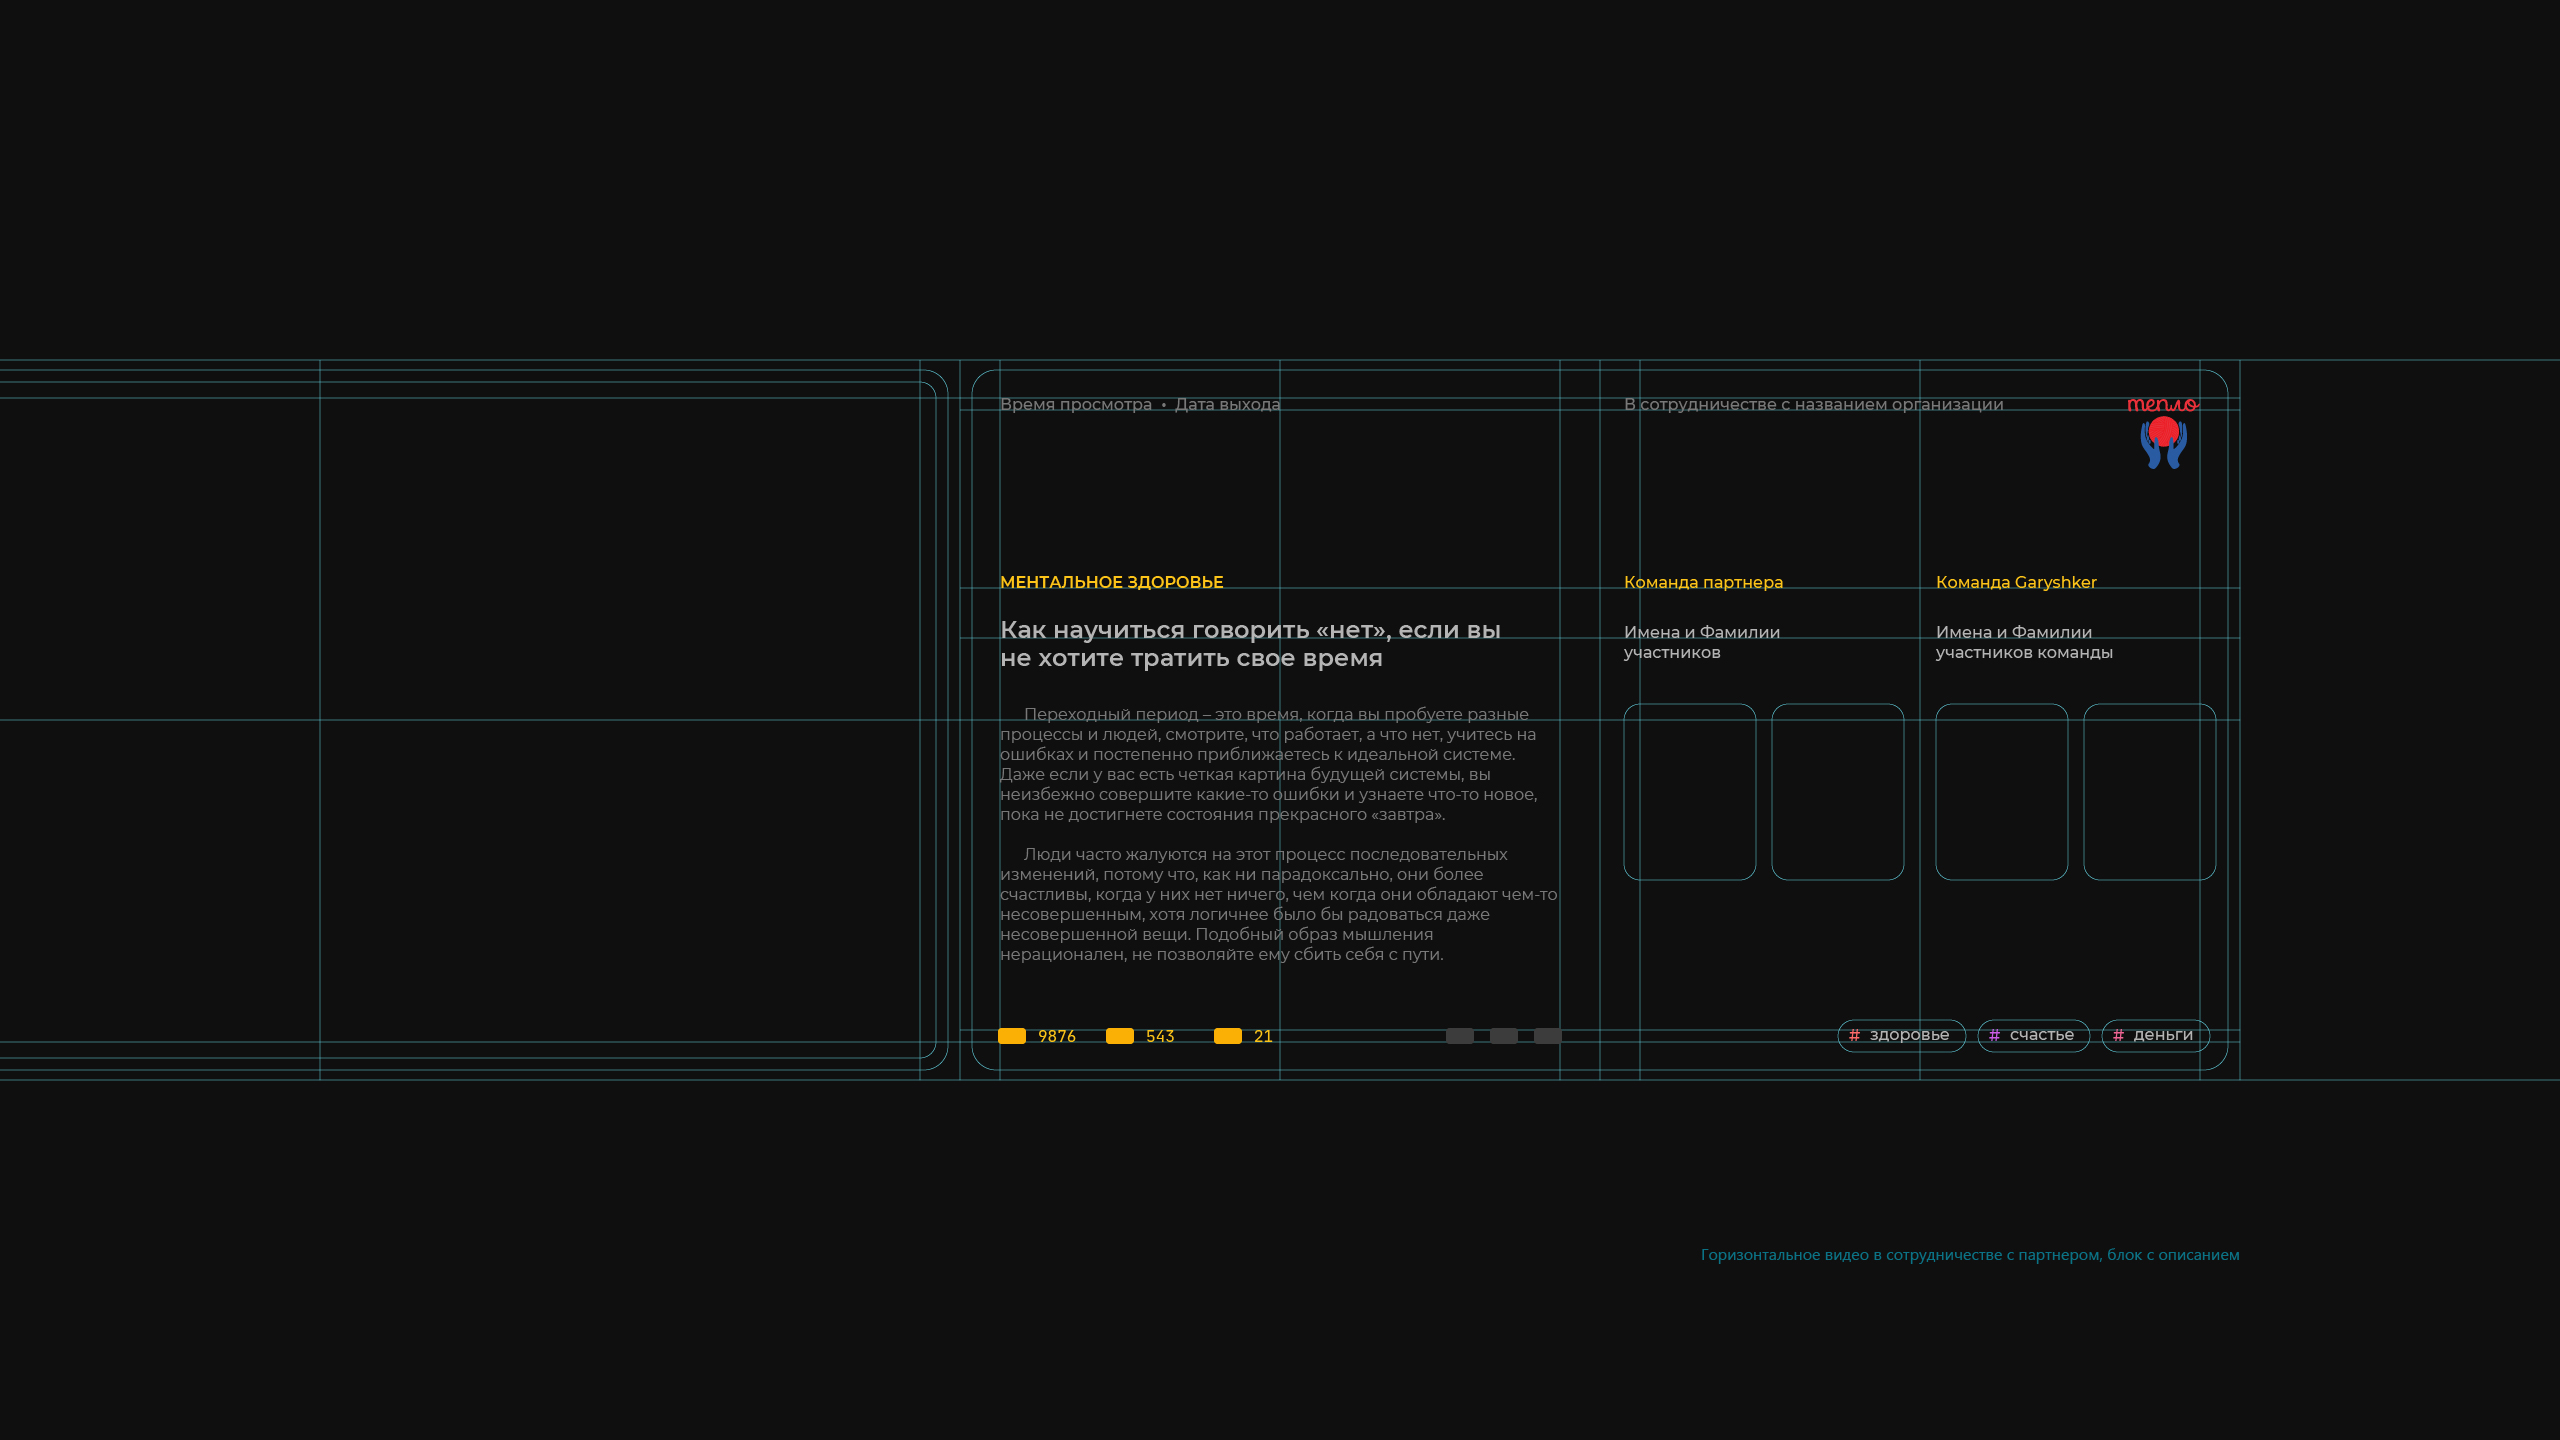 Время просмотра • Дата выхода
МЕНТАЛЬНОЕ ЗДОРОВЬЕ
Как научиться говорить «нет», если вы
не хотите тратить свое время
Переходный период – это время, когда вы пробуете разные
процессы и людей, смотрите, что работает, а что нет, учитесь на
ошибках и постепенно приближаетесь к идеальной системе.
Даже если у вас есть четкая картина будущей системы, вы
неизбежно совершите какие-то ошибки и узнаете что-то новое,
пока не достигнете состояния прекрасного «завтра».
Люди часто жалуются на этот процесс последовательных
изменений, потому что, как ни парадоксально, они более
счастливы, когда у них нет ничего, чем когда они обладают чем-то
несовершенным, хотя логичнее было бы радоваться даже
несовершенной вещи. Подобный образ мышления
нерационален, не позволяйте ему сбить себя с пути.
9876 543 21
В сотрудничестве с названием организации
тепло
Команда партнера
Имена и Фамилии
участников
Команда Garyshker
Имена и Фамилии
участников команды
# здоровье # счастье # деньги
Горизонтальное видео в сотрудничестве с партнером, блок с описанием